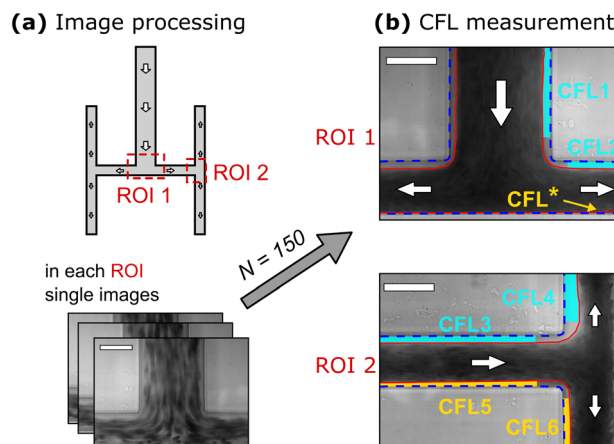 (a) Image processing
ROI 1
ROI 2
in each ROI
single images
N = 150
(b) CFL measurement
ROI 1
CFL1
CFL2
CFL*
ROI 2
CFL4
CFL3
CFL5
CFL6